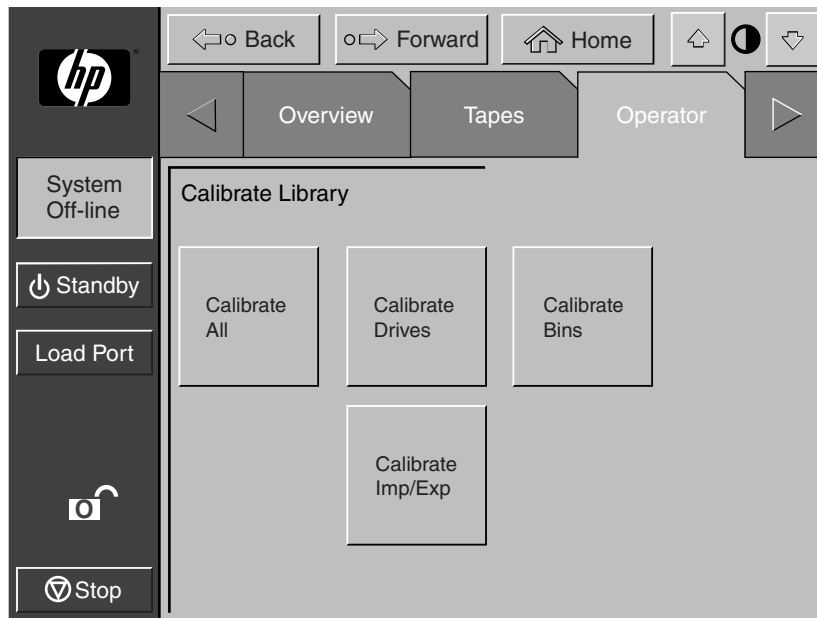 hp
Back
Forward
Home
Overview
Tapes
Operator
System
Off-line
Standby
Load Port
O
Stop
Calibrate Library
Calibrate
All
Calibrate
Drives
Calibrate
Bins
Calibrate
Imp/Exp